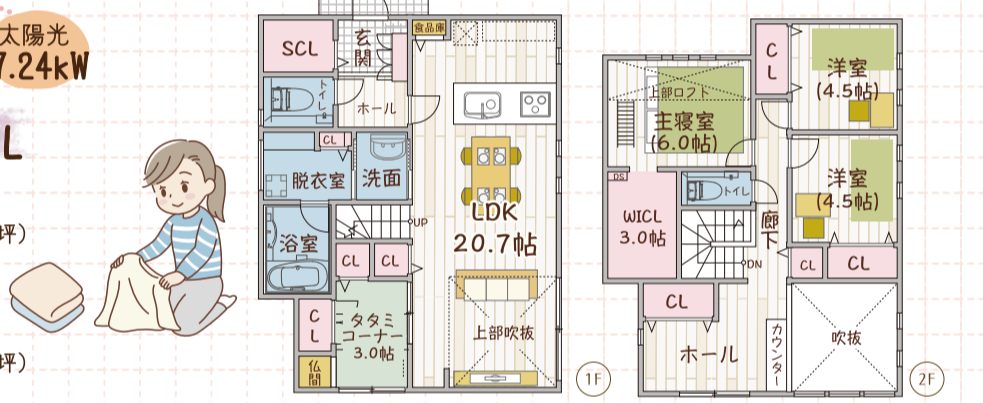 太陽光
7.24kW
L
坪）
坪）
SCL
玄
関
食品庫
トイレ
ホール
CL
脱衣室
洗面
浴室
UP
CL
CL
LDK
20.7帖
CL
タタミ
コーナー
3.0帖
仏
間
上部吹抜
1F
CL
洋室
(4.5帖)
上部ロフト
主寝室
(6.0帖)
洋室
(4.5帖)
DS
トイレ
WICL
3.0帖
廊
下
DN
CL
CL
CL
ホール
カウンター
吹抜
2F